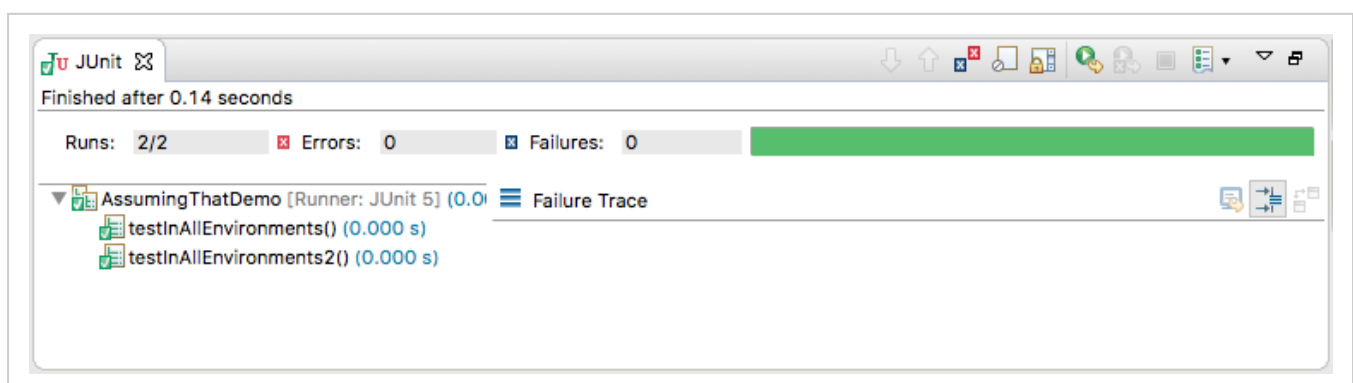 JUnit
Finished after 0.14 seconds
Runs: 2/2 Errors: 0 Failures: 0
AssumingThatDemo [Runner: JUnit 5] (0.0
Failure Trace
testInAllEnvironments() (0.000 s)
testInAllEnvironments2() (0.000 s)